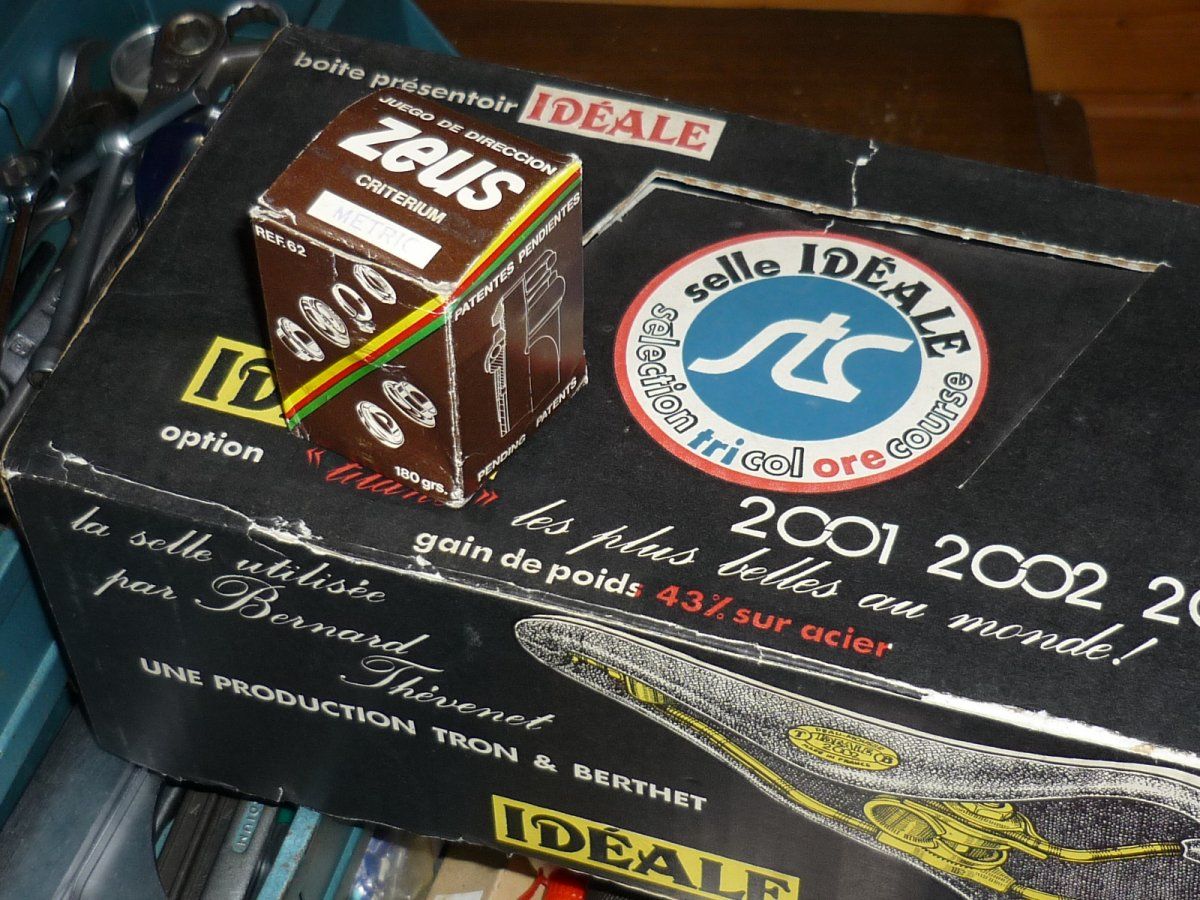 boite présentoir IDÉALE
JUEGO DE DIRECCION
zeus
CRITERIUM
METRIC
REF. 62
PATENTES PENDIENTES
180 grs.
PENDING PATENTS
selle IDÉALE
stc
selection tricolore course
ID
option
les plus belles au monde!
2001 2002 20
gain de poids 43% sur acier
la selle utilisée
par Bernard
Thévenet
UNE PRODUCTION TRON & BERTHET
IDÉALE